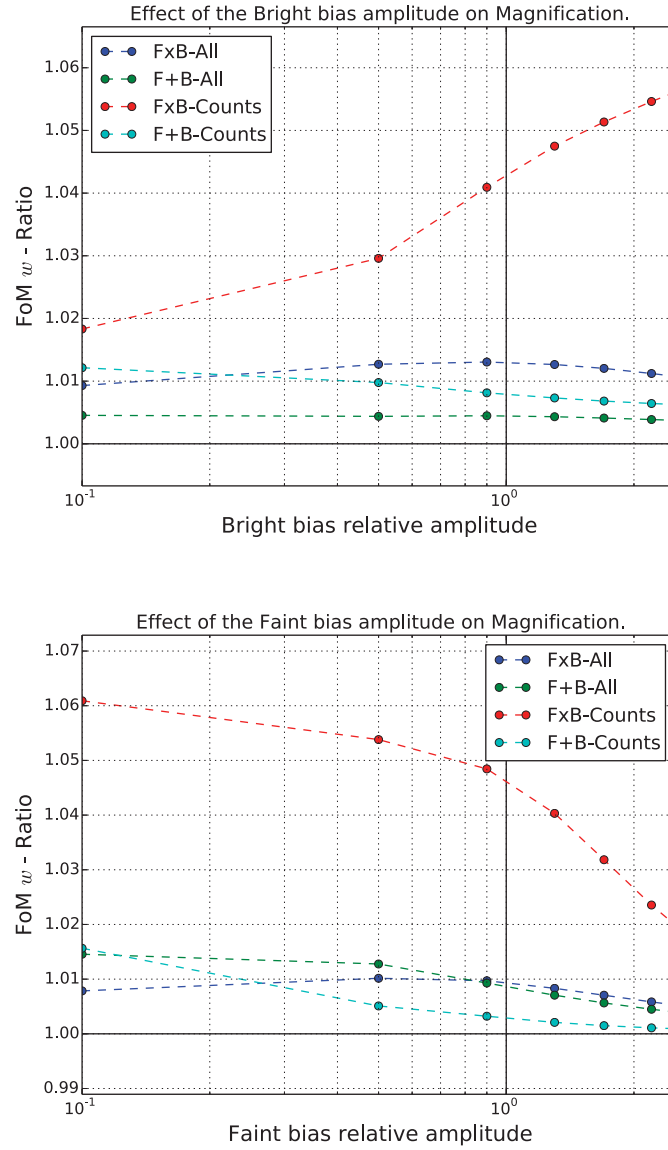 Effect of the Bright bias amplitude on Magnification.
FxB-All
F+B-All
FxB-Counts
F+B-Counts
1.06
1.05
1.04
1.03
1.02
1.01
1.00
FoM w - Ratio
10^-1
10^0
Bright bias relative amplitude
Effect of the Faint bias amplitude on Magnification.
FxB-All
F+B-All
FxB-Counts
F+B-Counts
1.07
1.06
1.05
1.04
1.03
1.02
1.01
1.00
0.99
FoM w - Ratio
10^-1
10^0
Faint bias relative amplitude